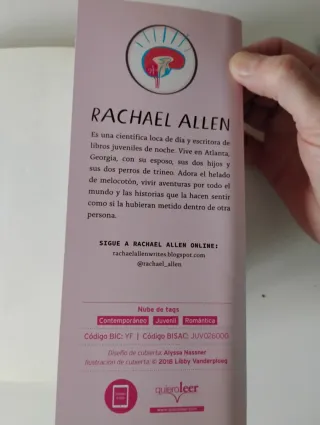 RACHAEL ALLEN
Es una científica loca de día y escritora de
libros juveniles de noche. Vive en Atlanta,
Georgia, con su esposo, sus dos hijos y
sus dos perros de trineo. Adora el helado
de melocotón, vivir aventuras por todo el
mundo y las historias que la hacen sentir
como si la hubieran metido dentro de otra
persona.
SIGUE A RACHAEL ALLEN ONLINE:
rachaelallenwrites.blogspot.com
@rachael_allen
Nube de tags
Contemporáneo Juvenil Romántica
Código BIC: YF | Código BISAC: JUV026000
Diseño de cubierta: Alyssa Nassner
Ilustración de cubierta © 2018 Libby Vanderploeg
quieroleer